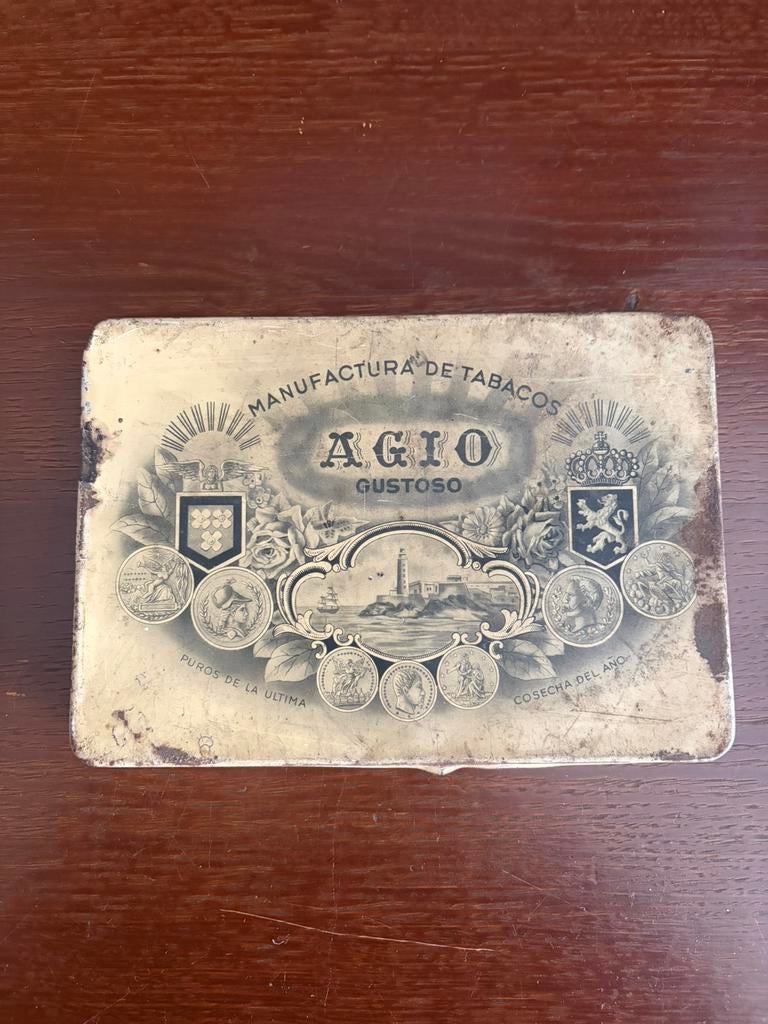 MANUFACTURA DE TABACOS
AGIO
GUSTOSO
PUROS DE LA ULTIMA
COSECHA DEL AÑO